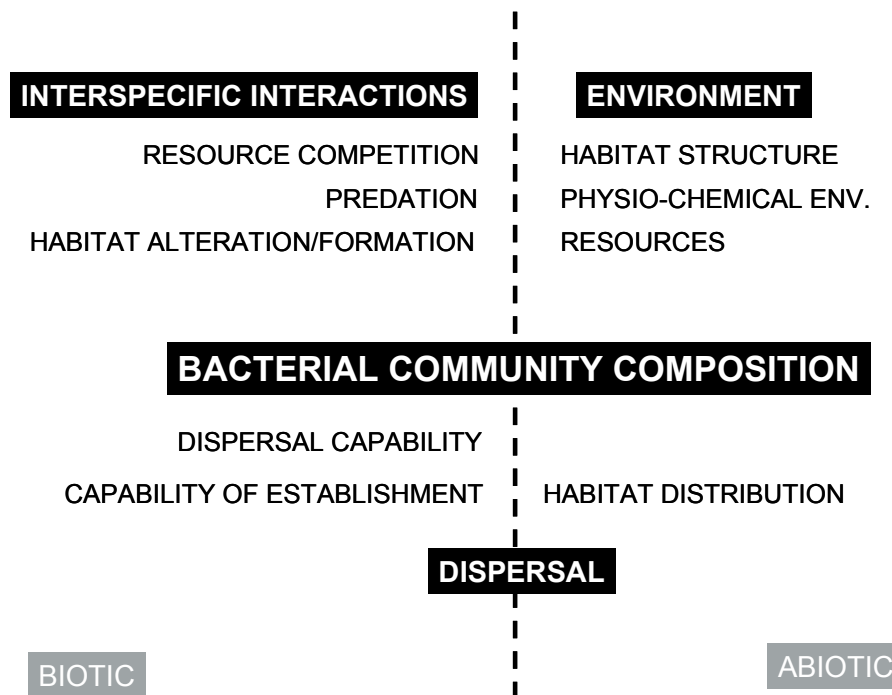 INTERSPECIFIC INTERACTIONS
ENVIRONMENT
RESOURCE COMPETITION
HABITAT STRUCTURE
PREDATION
PHYSIO-CHEMICAL ENV.
HABITAT ALTERATION/FORMATION
RESOURCES
BACTERIAL COMMUNITY COMPOSITION
DISPERSAL CAPABILITY
CAPABILITY OF ESTABLISHMENT
HABITAT DISTRIBUTION
DISPERSAL
BIOTIC
ABIOTIC